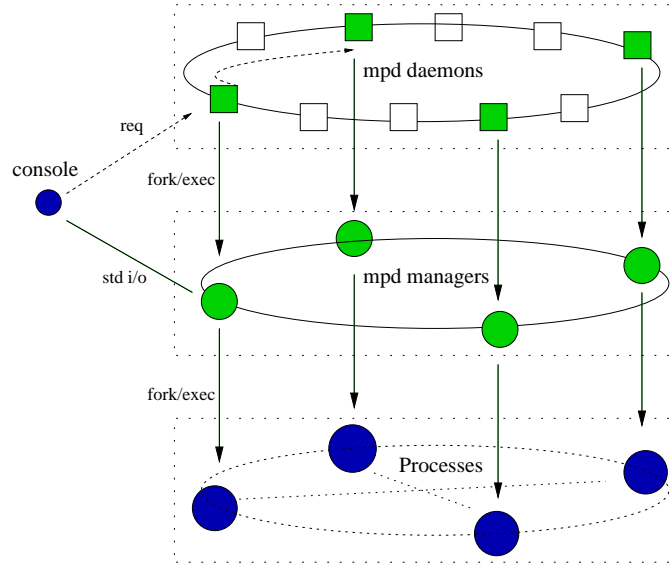 mpd daemons
req
console
fork/exec
std i/o
mpd managers
fork/exec
Processes